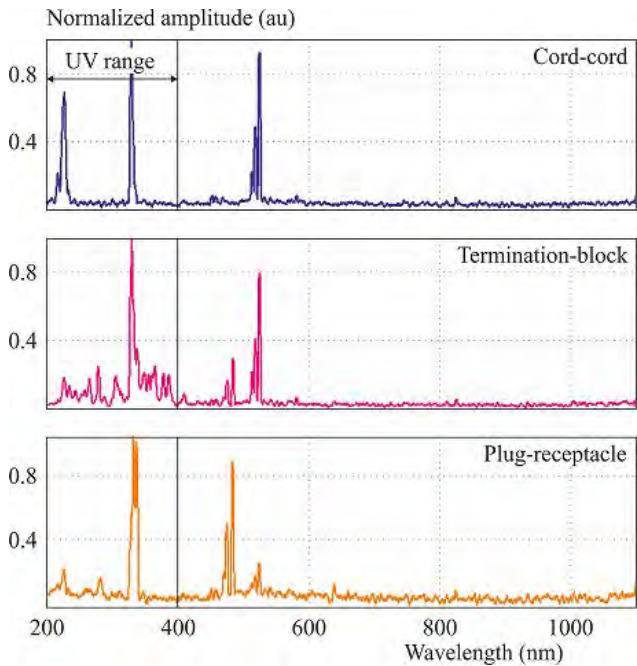 Normalized amplitude (au)
UV range
Cord-cord
0.8
0.4
Termination-block
0.8
0.4
Plug-receptacle
0.8
0.4
200 400 600 800 1000
Wavelength (nm)